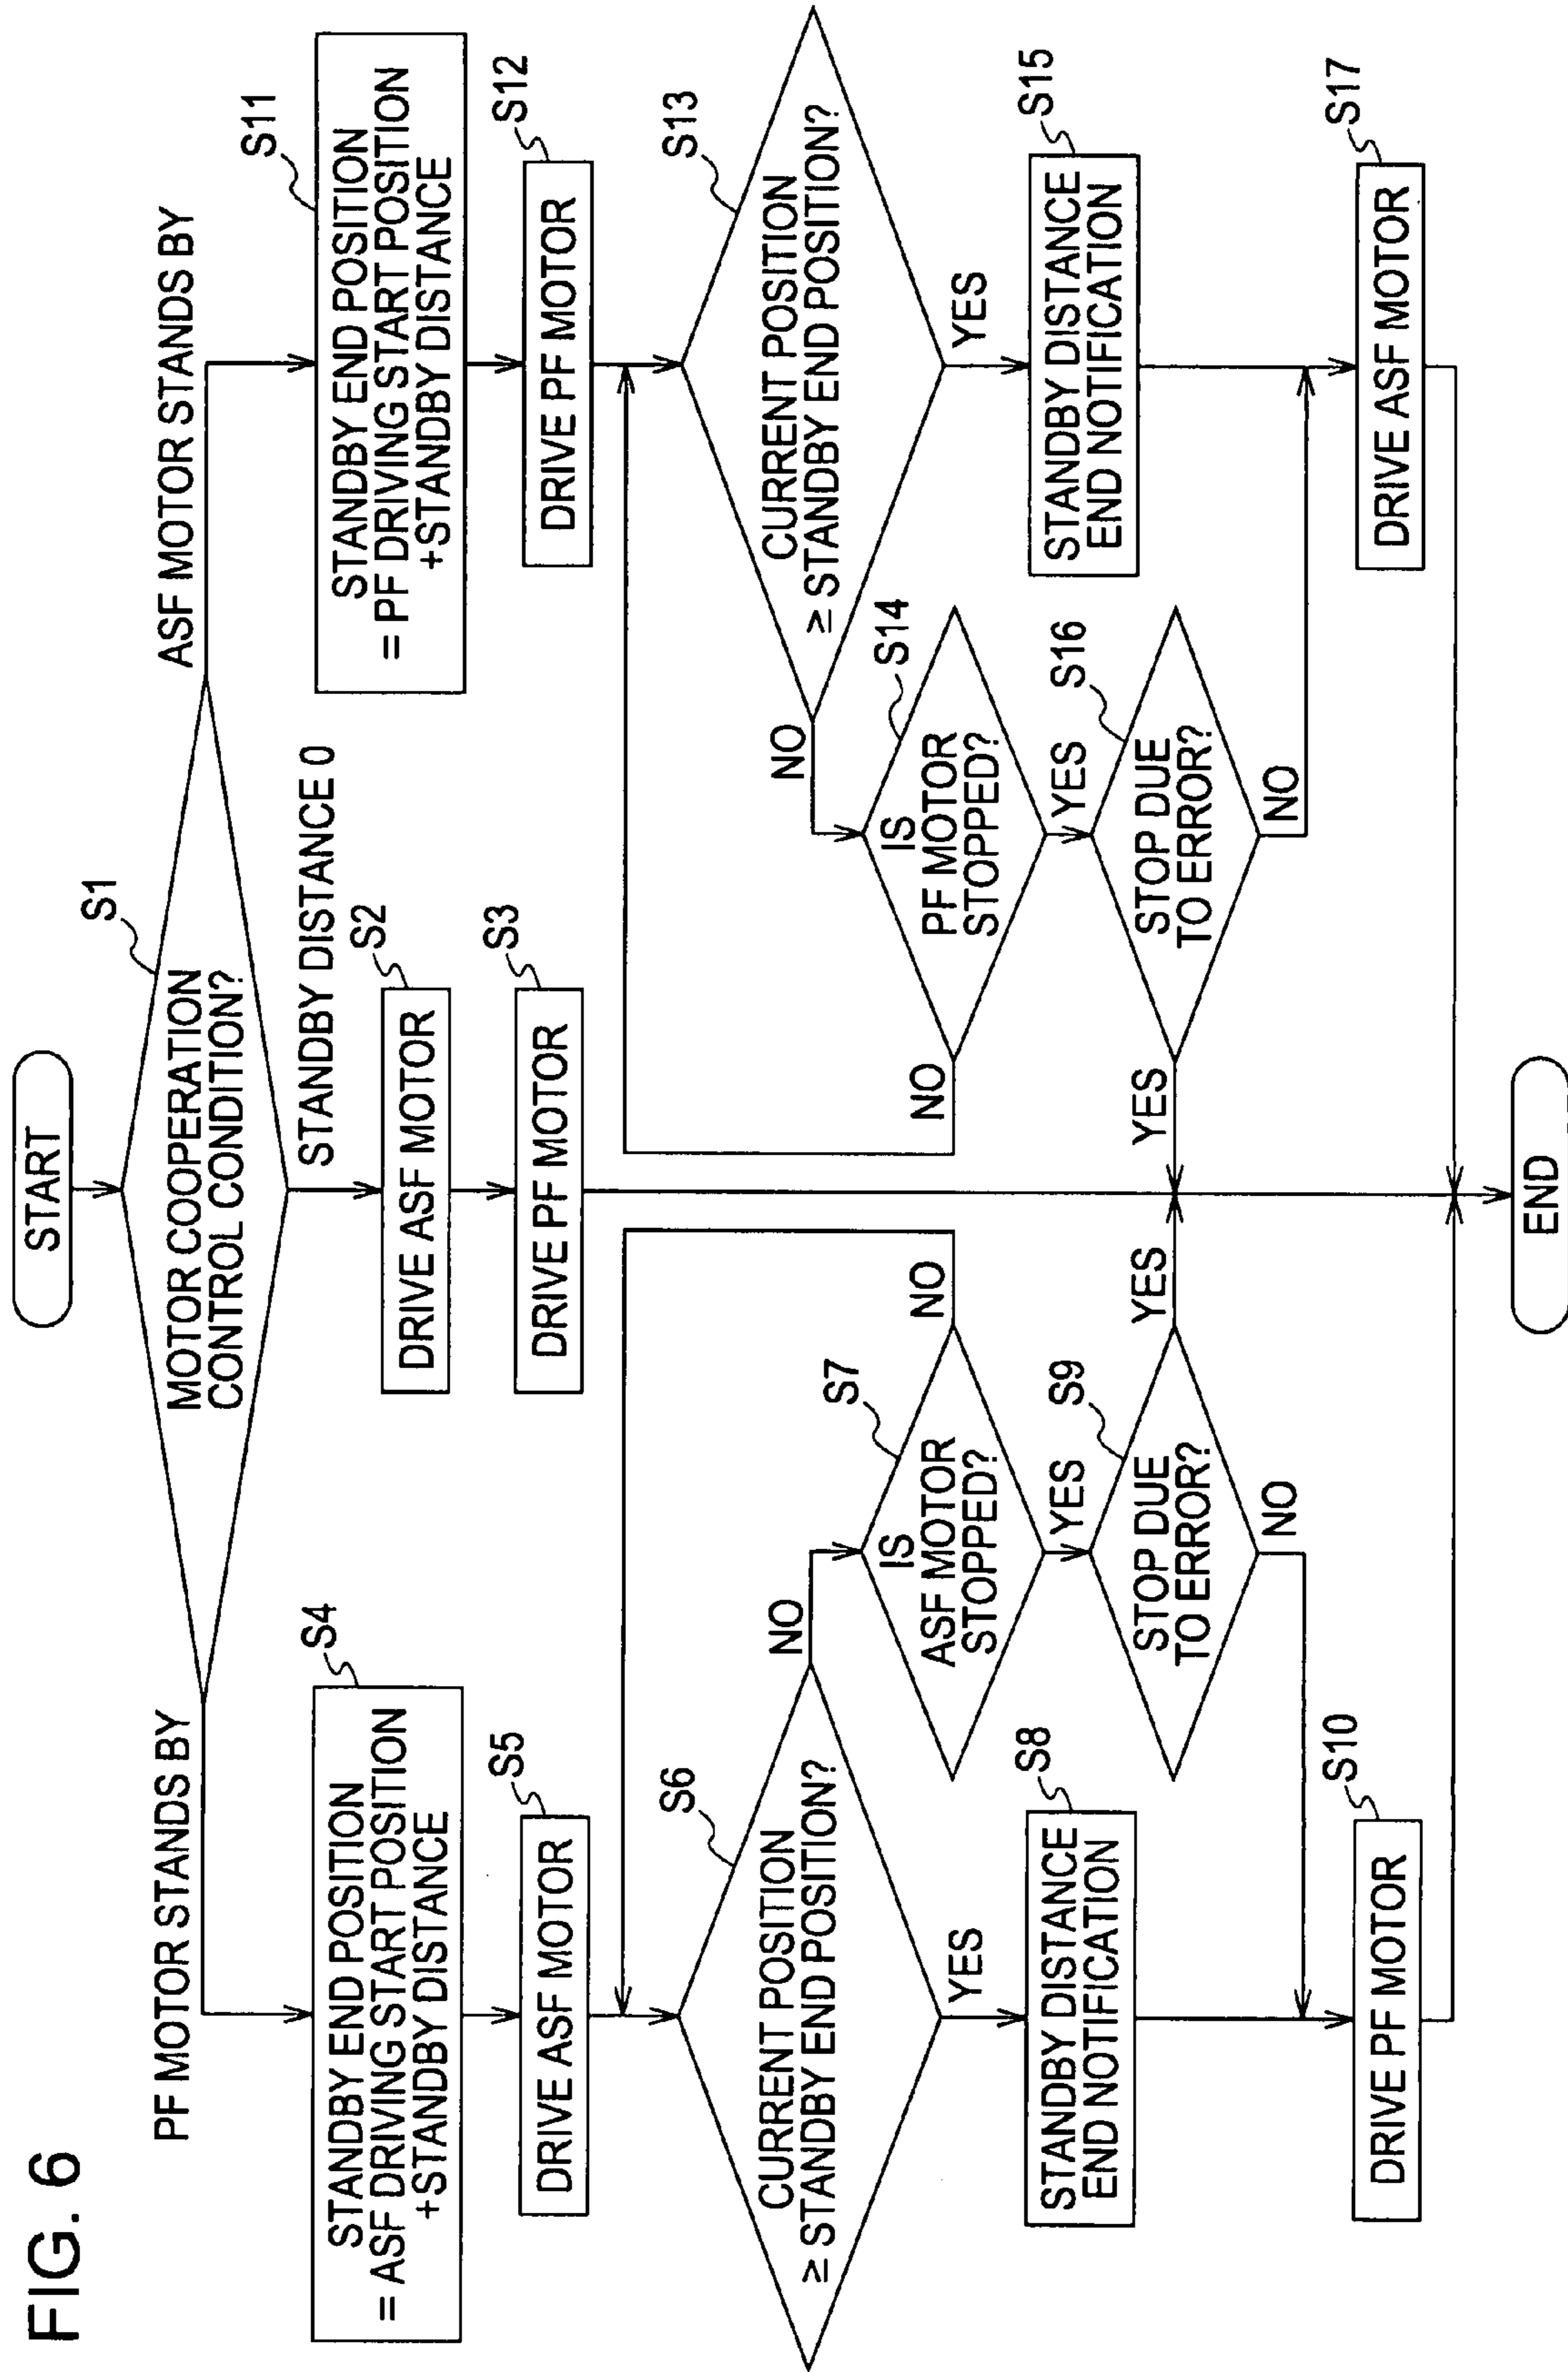 FIG. 6
START
S1
MOTOR COOPERATION
CONTROL CONDITION?
PF MOTOR STANDS BY
STANDBY DISTANCE 0
ASF MOTOR STANDS BY
S4
STANDBY END POSITION
= ASF DRIVING START POSITION
+STANDBY DISTANCE
S5
DRIVE ASF MOTOR
S6
CURRENT POSITION
≥ STANDBY END POSITION?
NO
YES
S7
IS
ASF MOTOR
STOPPED?
NO
YES
S8
STANDBY DISTANCE
END NOTIFICATION
S9
STOP DUE
TO ERROR?
YES
NO
S10
DRIVE PF MOTOR
S2
DRIVE ASF MOTOR
S3
DRIVE PF MOTOR
S11
STANDBY END POSITION
= PF DRIVING START POSITION
+STANDBY DISTANCE
S12
DRIVE PF MOTOR
S13
CURRENT POSITION
≥ STANDBY END POSITION?
NO
YES
S14
IS
PF MOTOR
STOPPED?
NO
YES
S15
STANDBY DISTANCE
END NOTIFICATION
S16
STOP DUE
TO ERROR?
YES
NO
S17
DRIVE ASF MOTOR
END